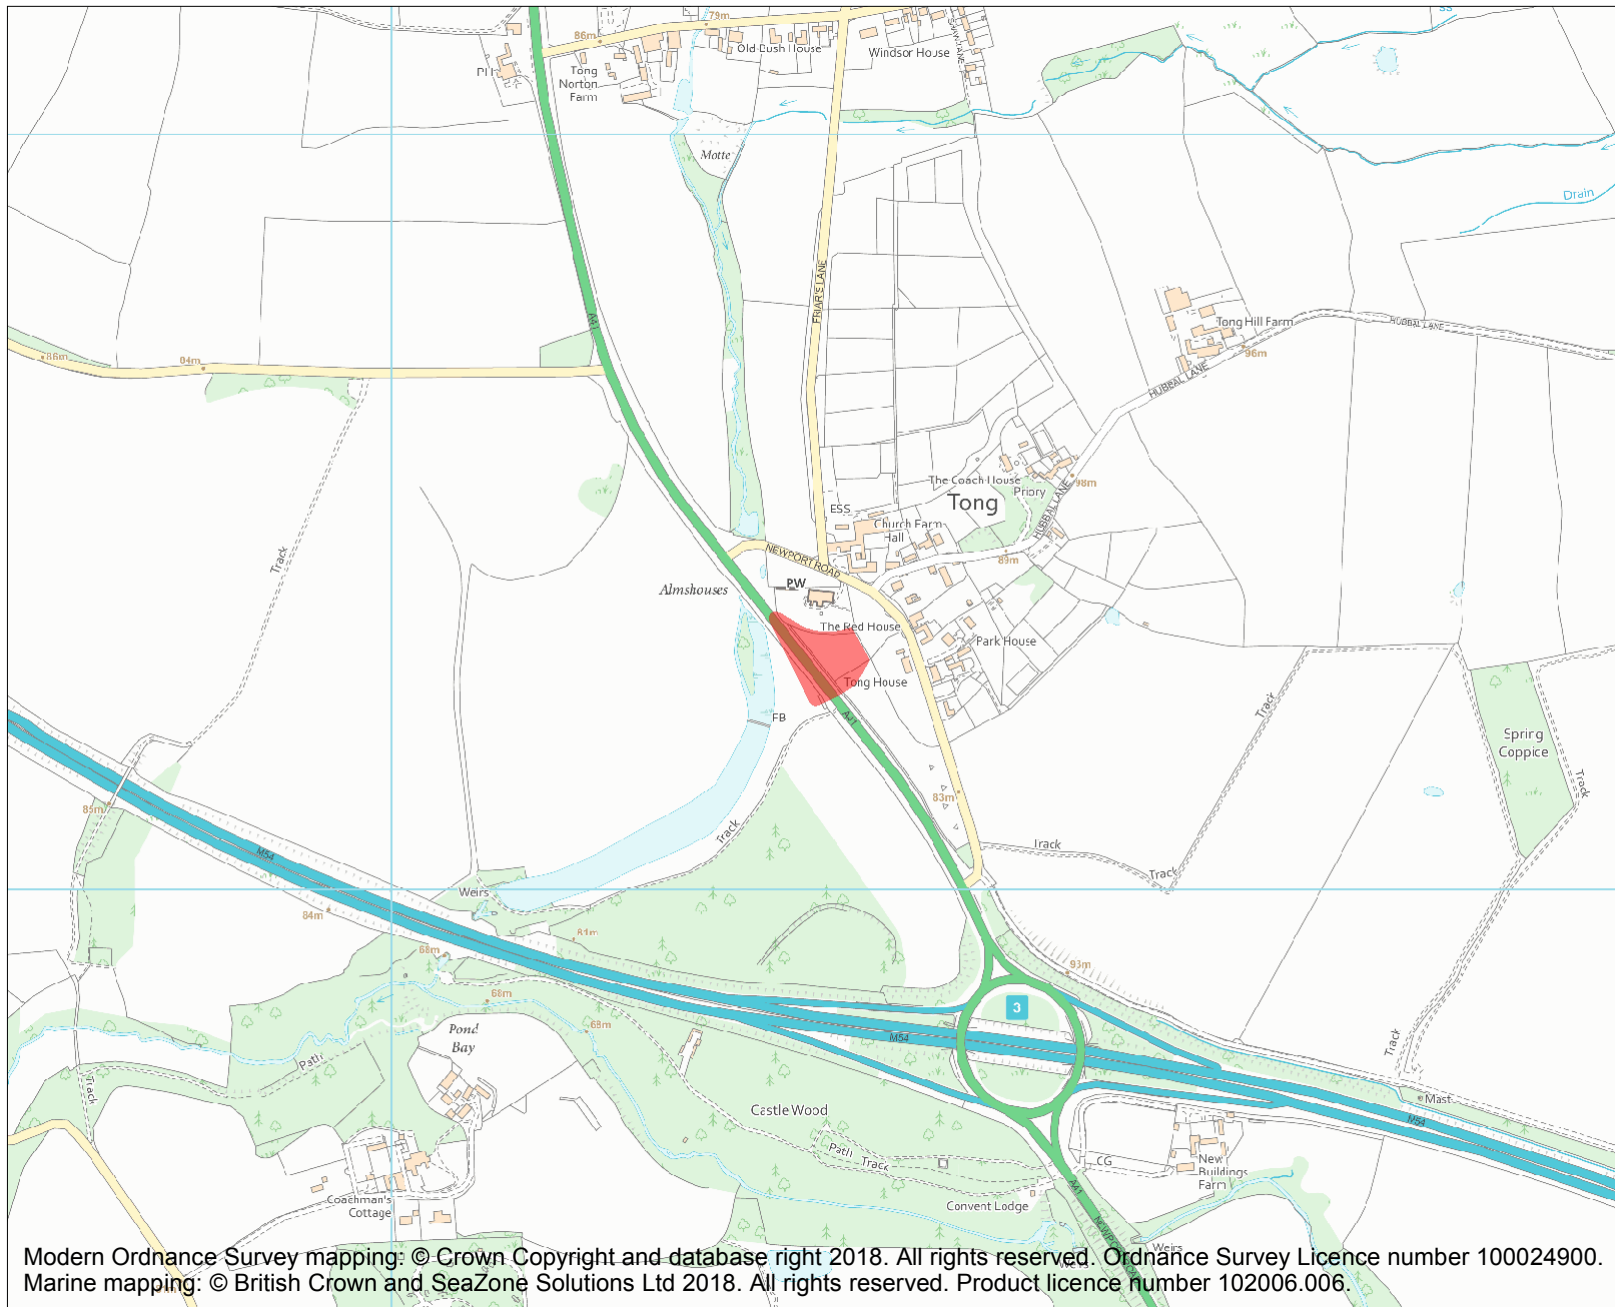 79m
86m
Old Bush House
Windsor House
PH
Tong
Norton
Farm
Motte
Drain
FRIAR'S LANE
A41
Tong Hill Farm
HUBBAL LANE
96m
HUBBAL LANE
86m
84m
The Coach House
Priory
98m
Tong
HUBBAL LANE
ESS
Church Farm
Hall
Track
NEWPORT ROAD
89m
Almshouses
PW
The Red House
Park House
Tong House
Track
FB
A41
Spring
Coppice
Track
85m
83m
M54
Track
Track
Track
Weirs
84m
81m
68m
93m
68m
3
Pond
Bay
68m
M54
Track
Path
Track
Mast
Castle Wood
M54
Path Track
CG
New
Buildings
Farm
A41
Coachman's
Cottage
Convent Lodge
Weirs
Weirs
Modern Ordnance Survey mapping: © Crown Copyright and database right 2018. All rights reserved. Ordnance Survey Licence number 100024900.
Marine mapping: © British Crown and SeaZone Solutions Ltd 2018. All rights reserved. Product licence number 102006.006.